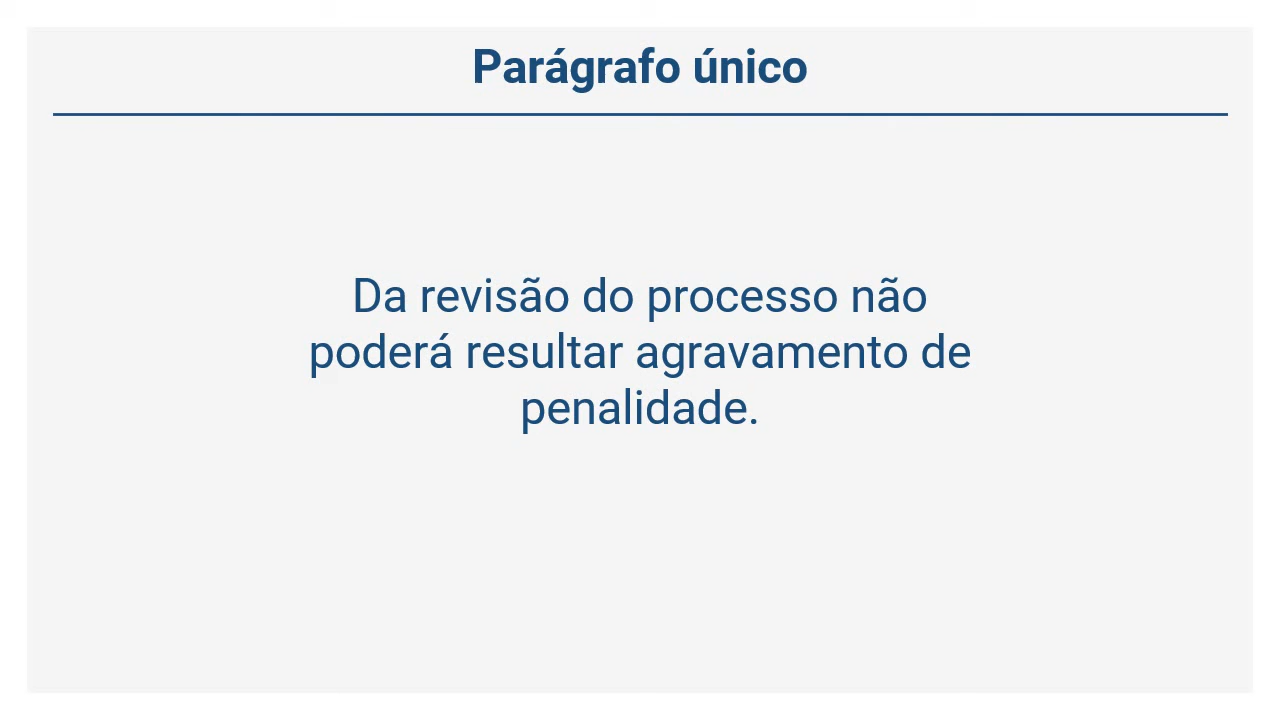 Parágrafo único
Da revisão do processo não
poderá resultar agravamento de
penalidade.